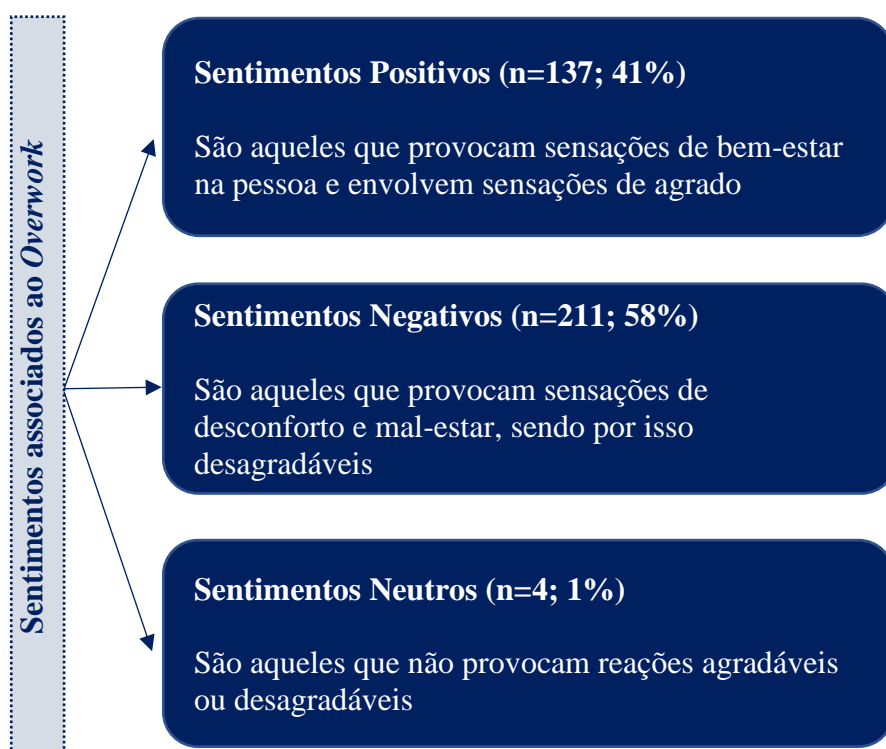 Sentimentos associados ao Overwork
Sentimentos Positivos (n=137; 41%)
São aqueles que provocam sensações de bem-estar
na pessoa e envolvem sensações de agrado
Sentimentos Negativos (n=211; 58%)
São aqueles que provocam sensações de
desconforto e mal-estar, sendo por isso
desagradáveis
Sentimentos Neutros (n=4; 1%)
São aqueles que não provocam reações agradáveis
ou desagradáveis